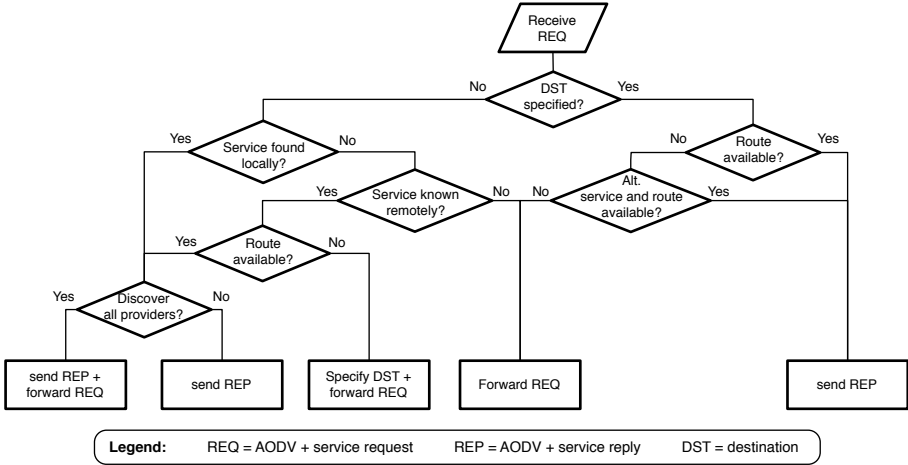 Receive
REQ
No
DST
specified?
Yes
Yes
Service found
locally?
No
No
Route
available?
Yes
Yes
Service known
remotely?
No
No
Alt.
service and route
available?
Yes
Yes
Route
available?
No
Yes
Discover
all providers?
No
send REP +
forward REQ
send REP
Specify DST +
forward REQ
Forward REQ
send REP
Legend: REQ = AODV + service request REP = AODV + service reply DST = destination